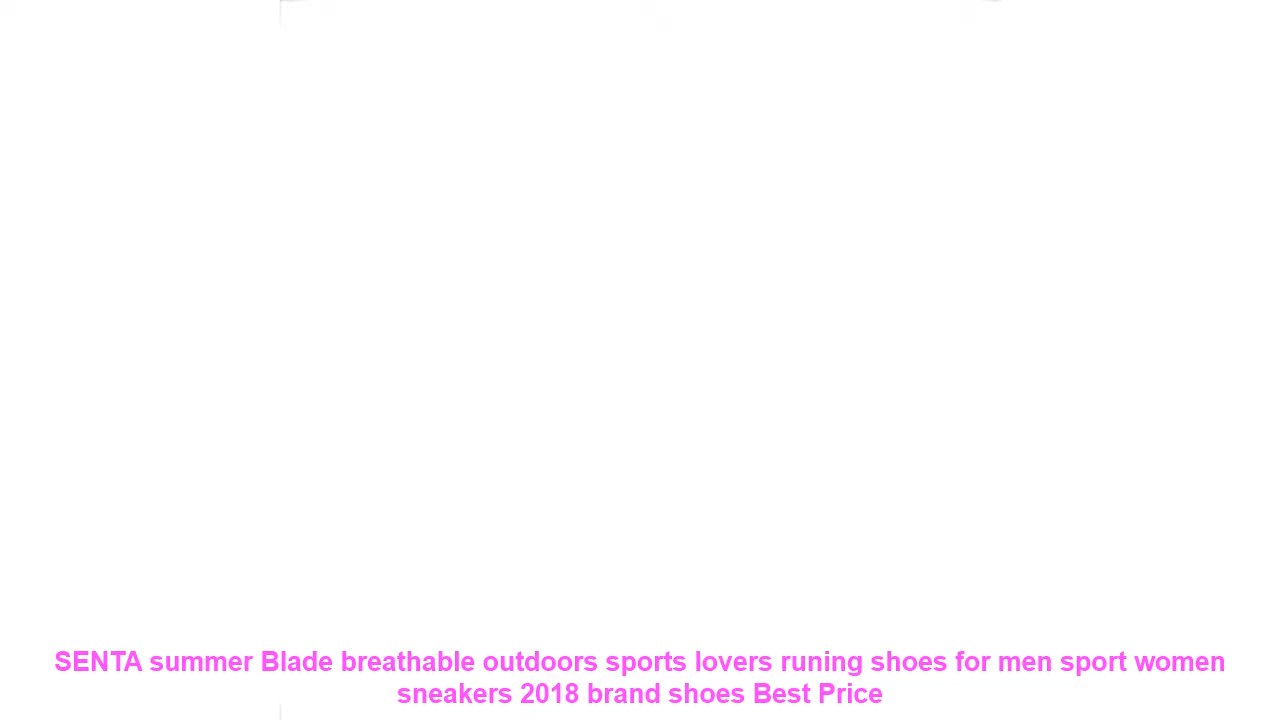 SENTA summer Blade breathable outdoors sports lovers runing shoes for men sport women
sneakers 2018 brand shoes Best Price